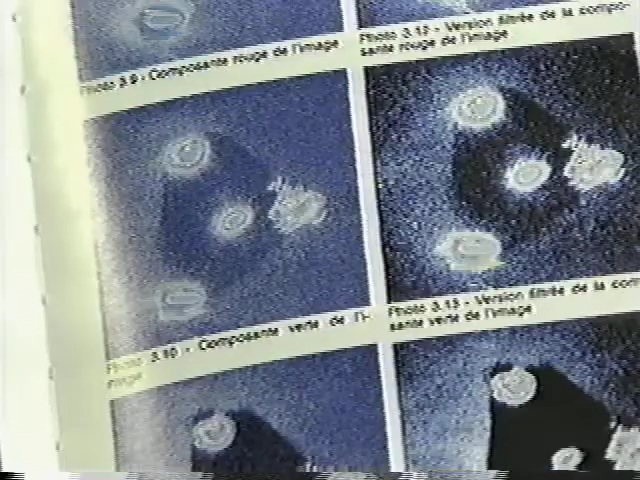 Photo 3.9 - Composante rouge de l'image
Photo 3.12 - Version filtrée de la compo-
sante rouge de l'image
Photo 3.10 - Composante verte de l'i-
mage
Photo 3.13 - Version filtrée de la com
sante verte de l'image